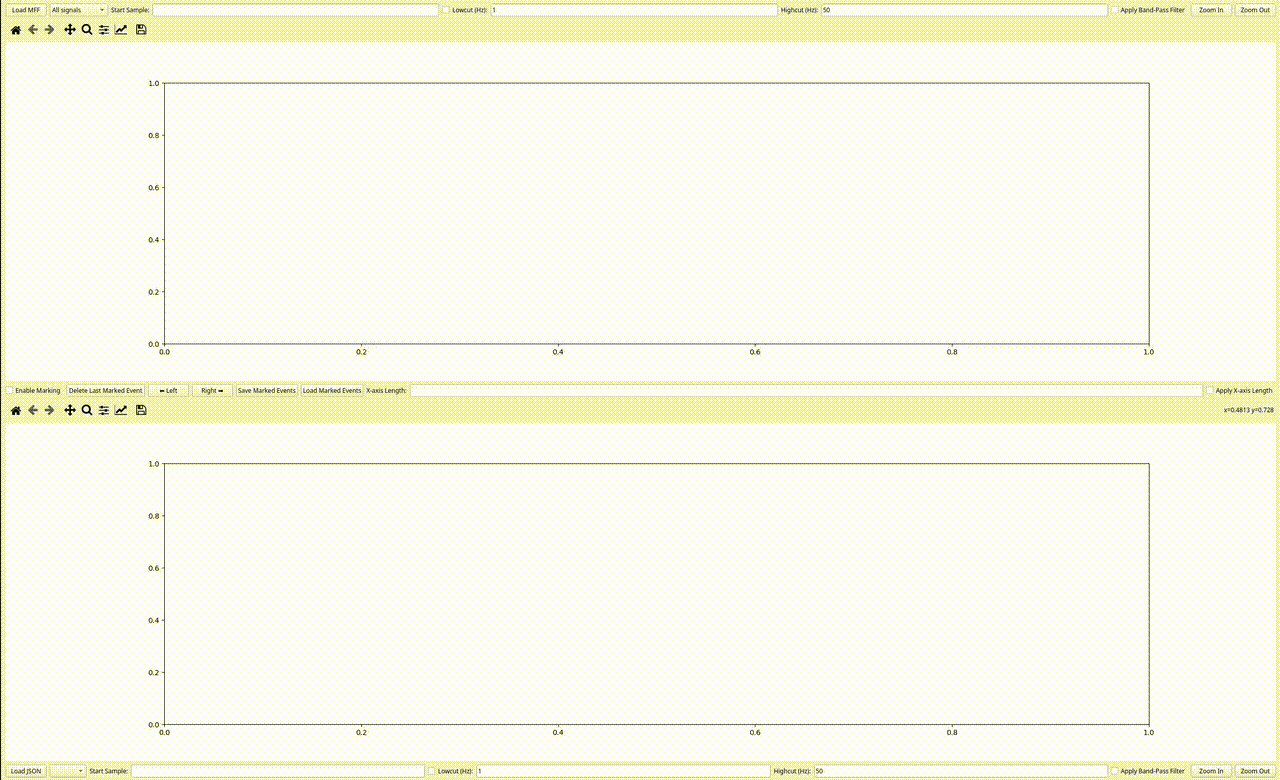 Load MFF All signals Start Sample: Lowcut (Hz): 1 Highcut (Hz): 50 Apply Band-Pass Filter Zoom In Zoom Out
1.0
0.8
0.6
0.4
0.2
0.0
0.0 0.2 0.4 0.6 0.8 1.0
Enable Marking Delete Last Marked Event ⬅ Left Right ➡ Save Marked Events Load Marked Events X-axis Length: Apply X-axis Length
x=0.4813 y=0.728
1.0
0.8
0.6
0.4
0.2
0.0
0.0 0.2 0.4 0.6 0.8 1.0
Load JSON Start Sample: Lowcut (Hz): 1 Highcut (Hz): 50 Apply Band-Pass Filter Zoom In Zoom Out